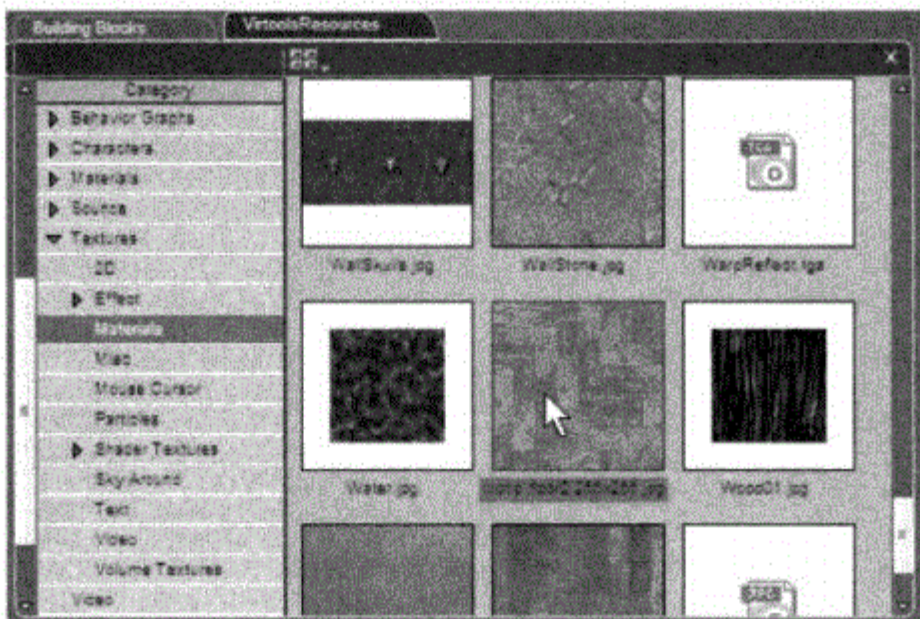 Building Blocks
VirtoolsResources
Category
Behavior Graphs
Characters
Materials
Sounds
Textures
2D
Effect
Materials
Misc
Mouse Cursor
Particles
Shader Textures
Sky Around
Text
Video
Volume Textures
Video
WallSkulls.jpg
WallStone.jpg
WarpReflect.tga
TGA
Water.jpg
Wood01.jpg